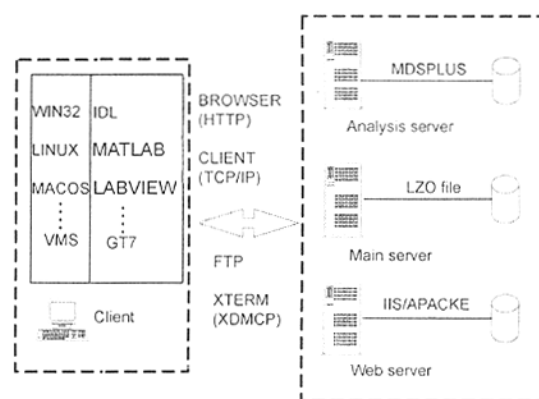 WIN32 IDL
LINUX MATLAB
MACOS LABVIEW
VMS GT7
Client
BROWSER
(HTTP)
CLIENT
(TCP/IP)
FTP
XTERM
(XDMCP)
MDSPLUS
Analysis server
LZO file
Main server
IIS/APACKE
Web server